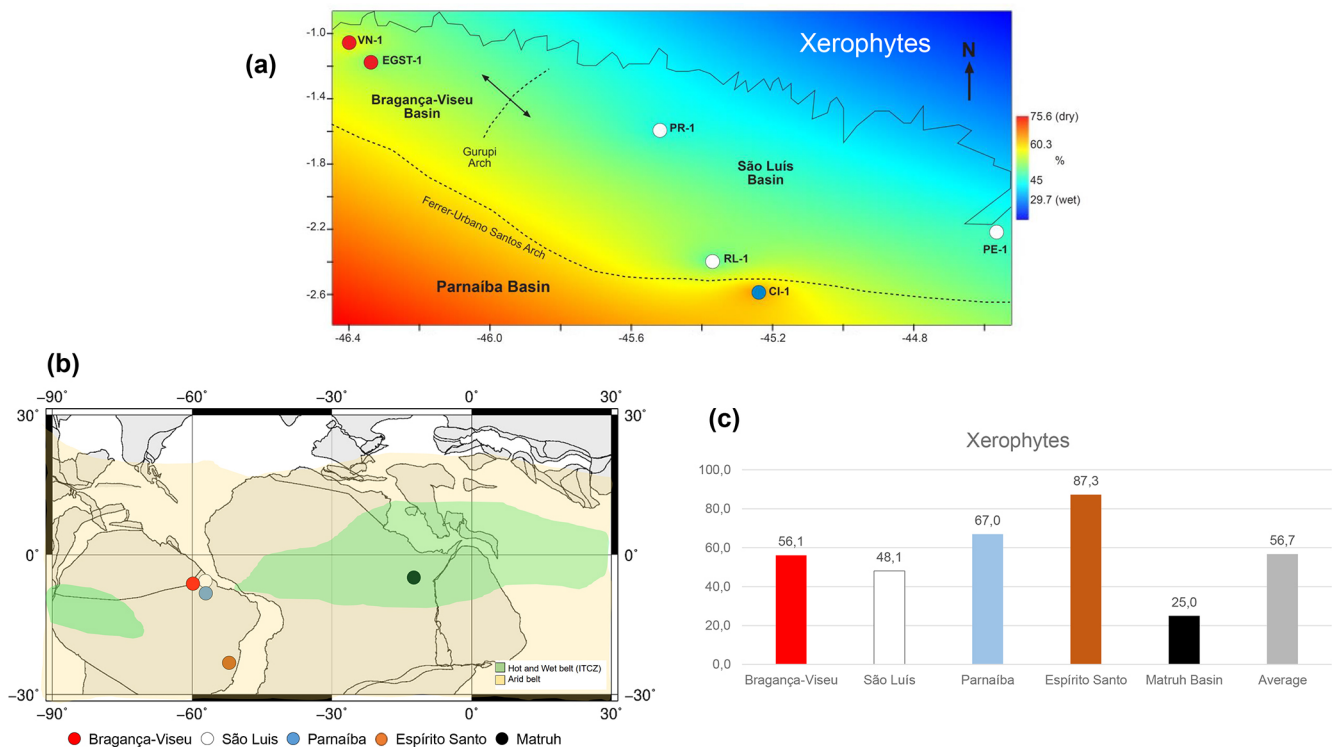 (a)
Xerophytes
N
-1.0
-1.4
-1.8
-2.2
-2.6
VN-1
EGST-1
Bragança-Viseu
Basin
Gurupi
Arch
PR-1
São Luís
Basin
Ferrer-Urbano Santos Arch
RL-1
PE-1
CI-1
Parnaíba Basin
-46.4
-46.0
-45.6
-45.2
-44.8
75.6 (dry)
60.3
%
45
29.7 (wet)
(b)
−90° −60° −30° 0° 30°
30° 30°
0° 0°
−30° −30°
Hot and Wet belt (ITCZ)
Arid belt
−90° −60° −30° 0° 30°
Bragança-Viseu São Luis Parnaíba Espírito Santo Matruh
(c)
Xerophytes
100,0
80,0
60,0
40,0
20,0
0,0
56,1
48,1
67,0
87,3
25,0
56,7
Bragança-Viseu São Luís Parnaíba Espírito Santo Matruh Basin Average